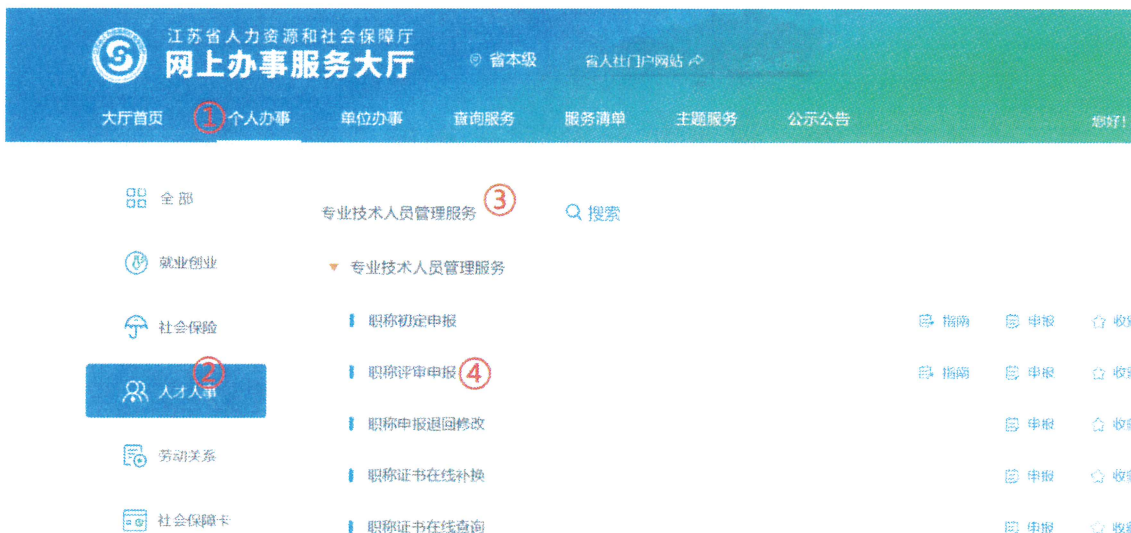 江苏省人力资源和社会保障厅
网上办事服务大厅
省本级
省人社门户网站
大厅首页 ① 个人办事 单位办事 查询服务 服务清单 主题服务 公示公告 您好!
全部
专业技术人员管理服务 ③ 搜索
就业创业
专业技术人员管理服务
社会保险
职称初定申报 指南 申报 收
② 人才人事
职称评审申报 ④ 指南 申报 收
职称申报退回修改 申报 收
劳动关系
职称证书在线补换 申报 收
社会保障卡
职称证书在线查询 申报 收